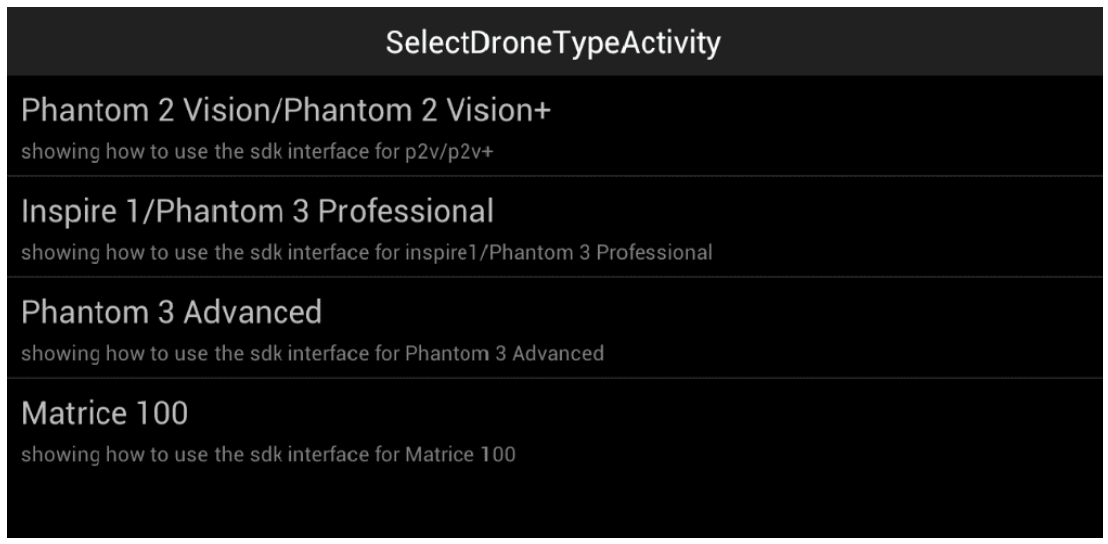 SelectDroneTypeActivity
Phantom 2 Vision/Phantom 2 Vision+
showing how to use the sdk interface for p2v/p2v+
Inspire 1/Phantom 3 Professional
showing how to use the sdk interface for inspire1/Phantom 3 Professional
Phantom 3 Advanced
showing how to use the sdk interface for Phantom 3 Advanced
Matrice 100
showing how to use the sdk interface for Matrice 100